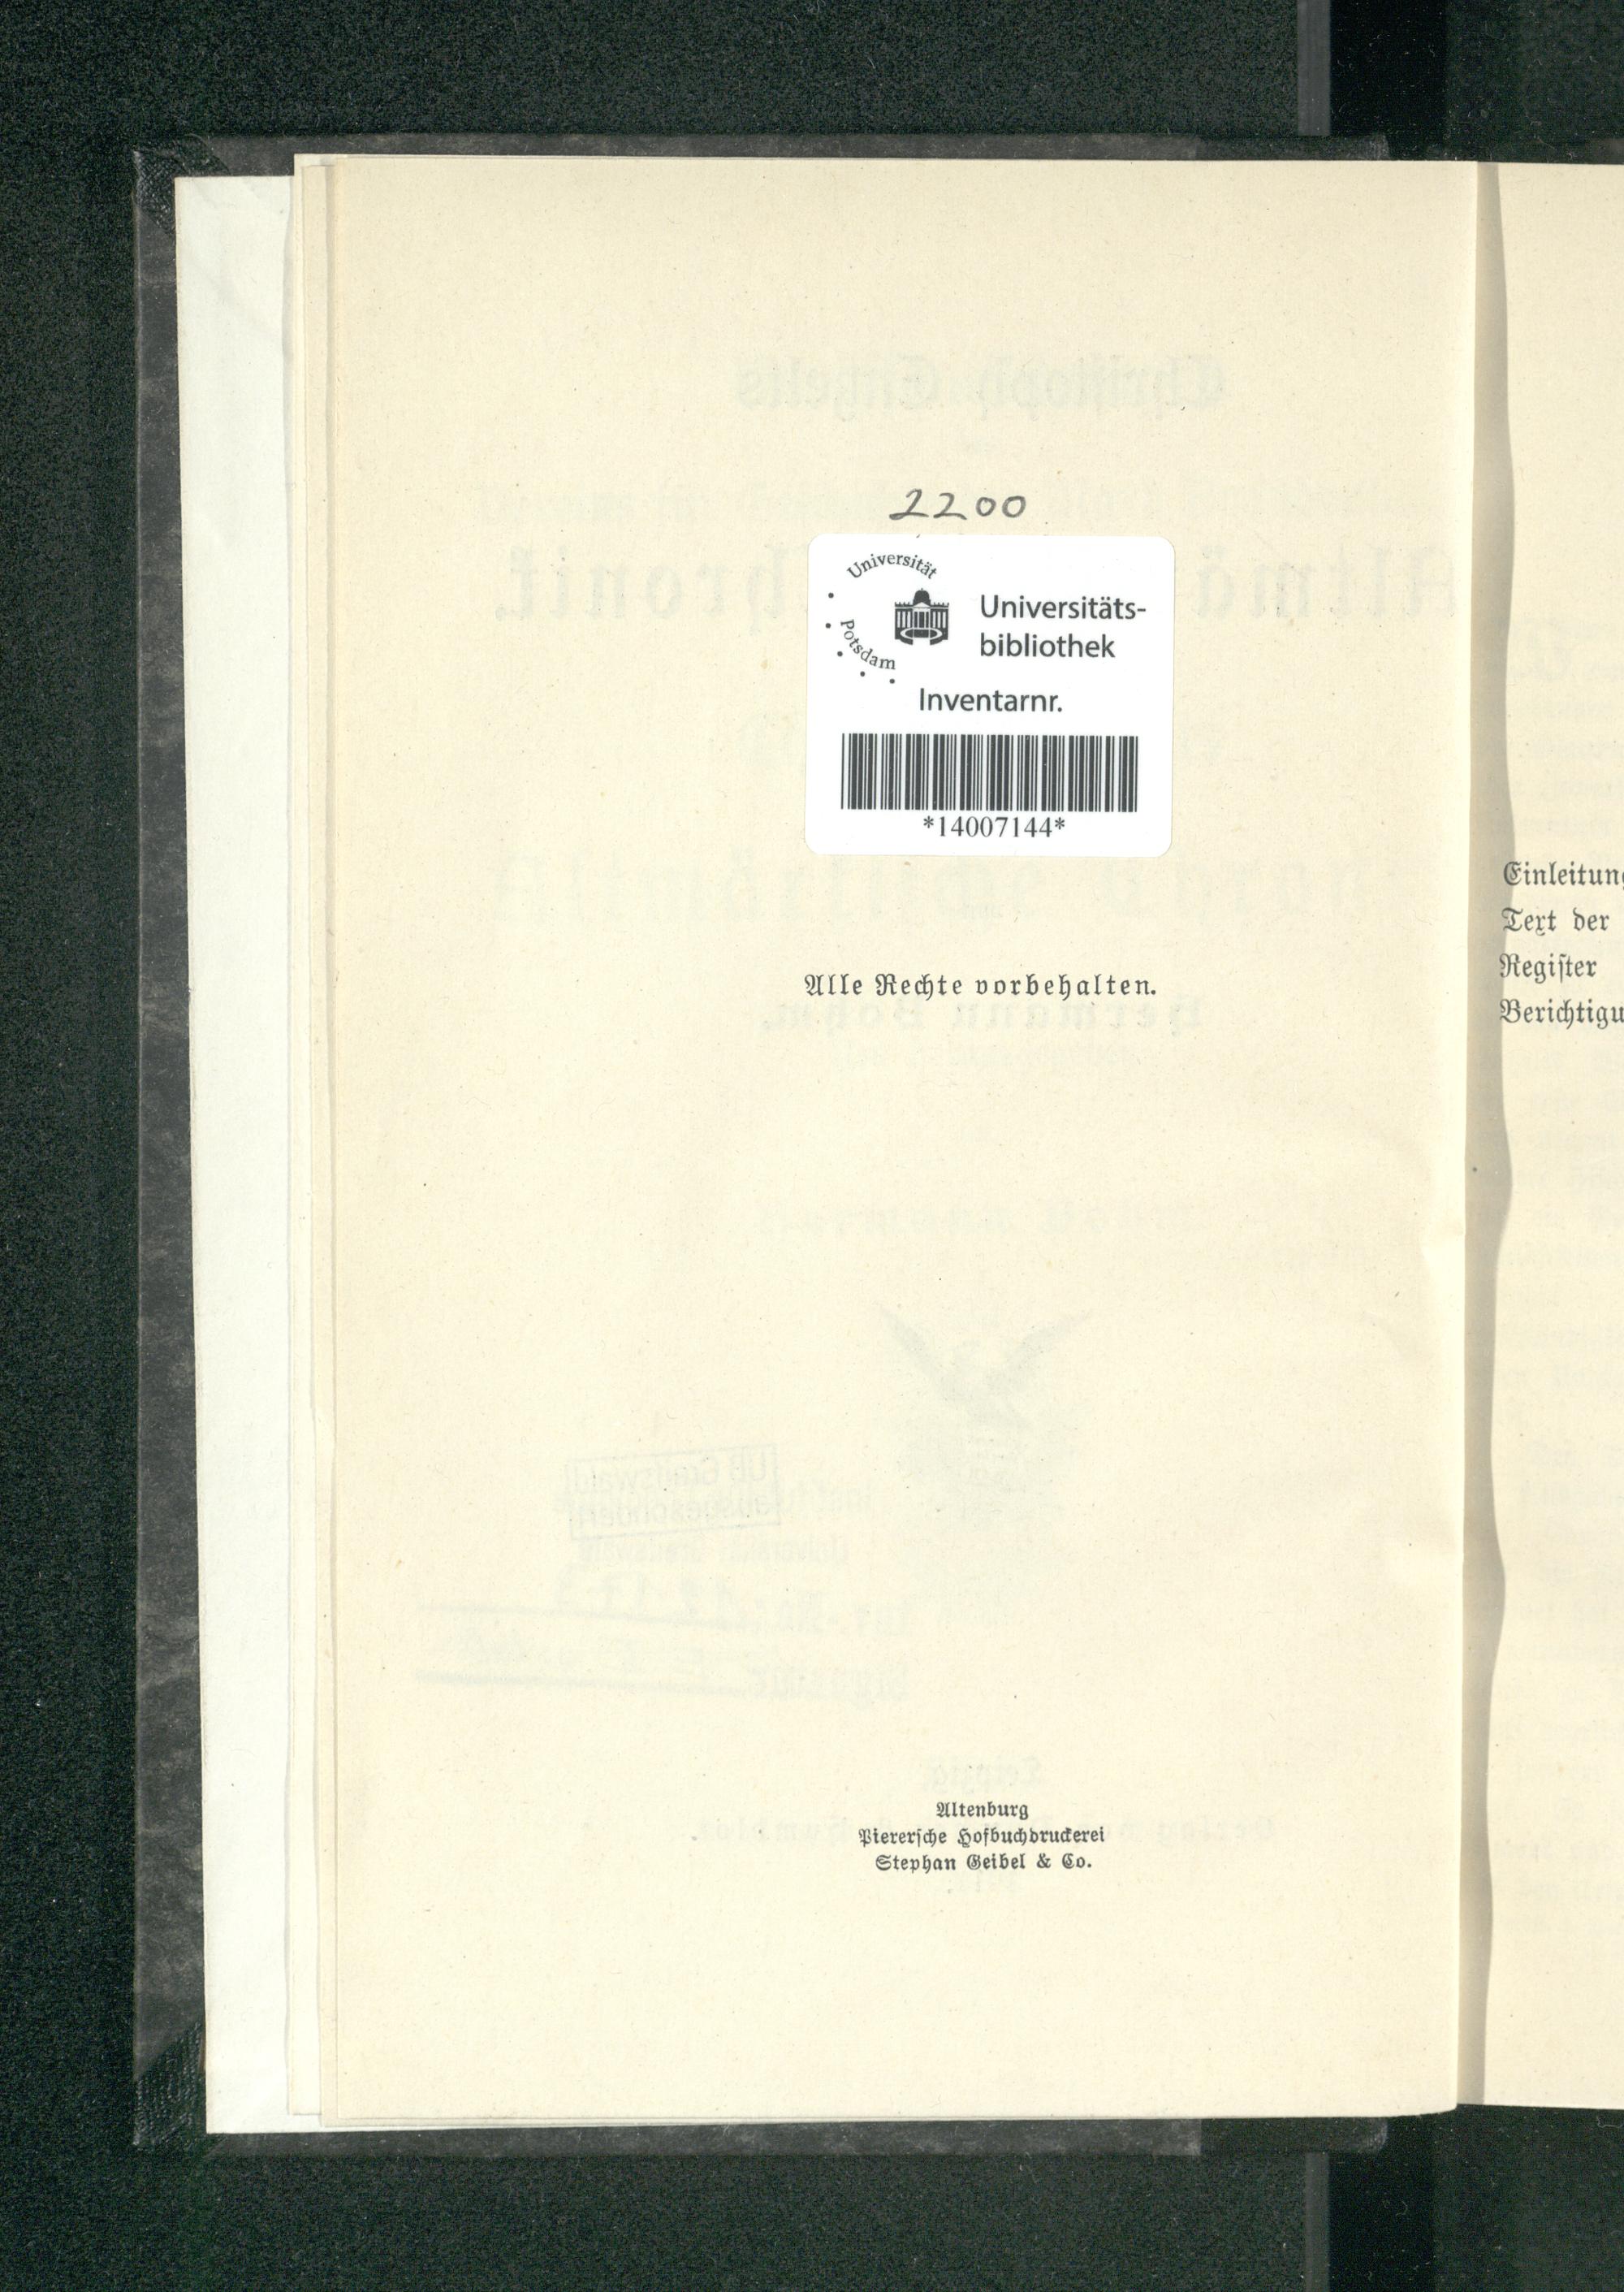 2200
Universität
Potsdam
Universitäts-
bibliothek
Inventarnr.
*14007144*
Alle Rechte vorbehalten.
Altenburg
Pierersche Hofbuchdruckerei
Stephan Geibel & Co.
Einleitung
Text der
Register
Berichtigu